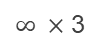 ∞ × 3